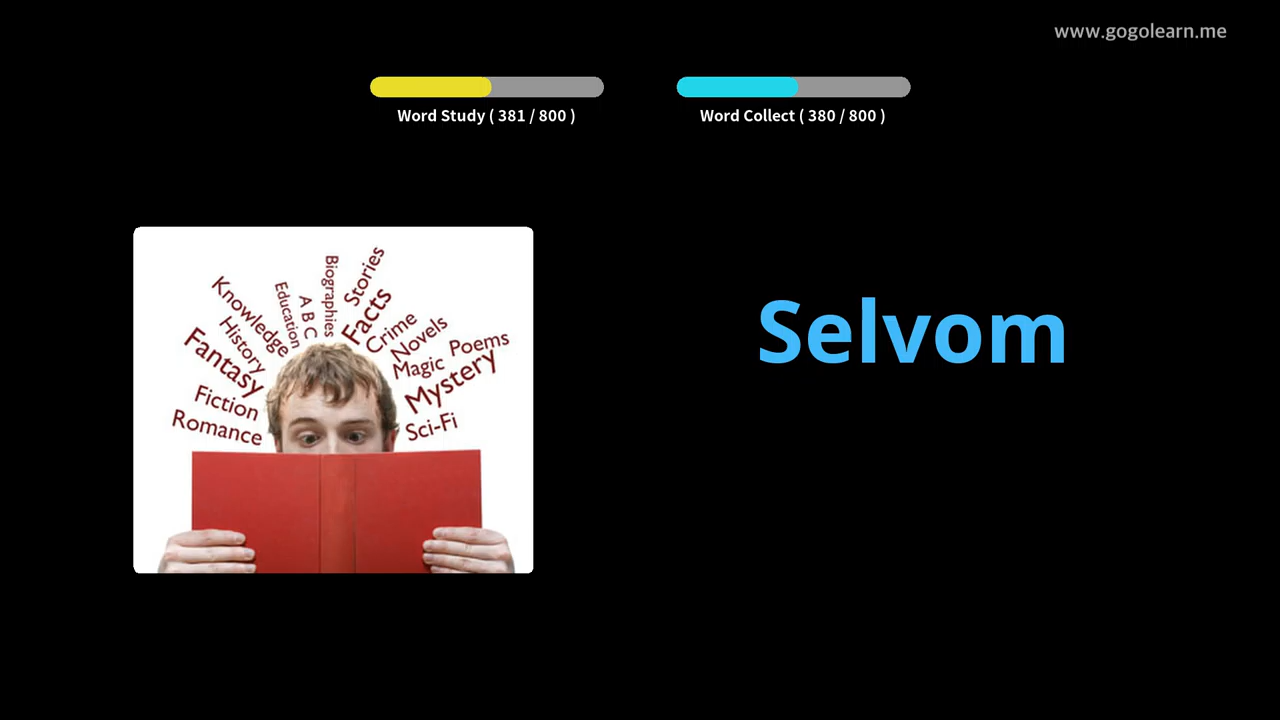 www.gogolearn.me
Word Study ( 381 / 800 )
Word Collect ( 380 / 800 )
Selvom
Biographies
Stories
Education
A B C
Facts
Knowledge
Crime
History
Novels
Fantasy
Magic
Poems
Mystery
Fiction
Romance
Sci-Fi